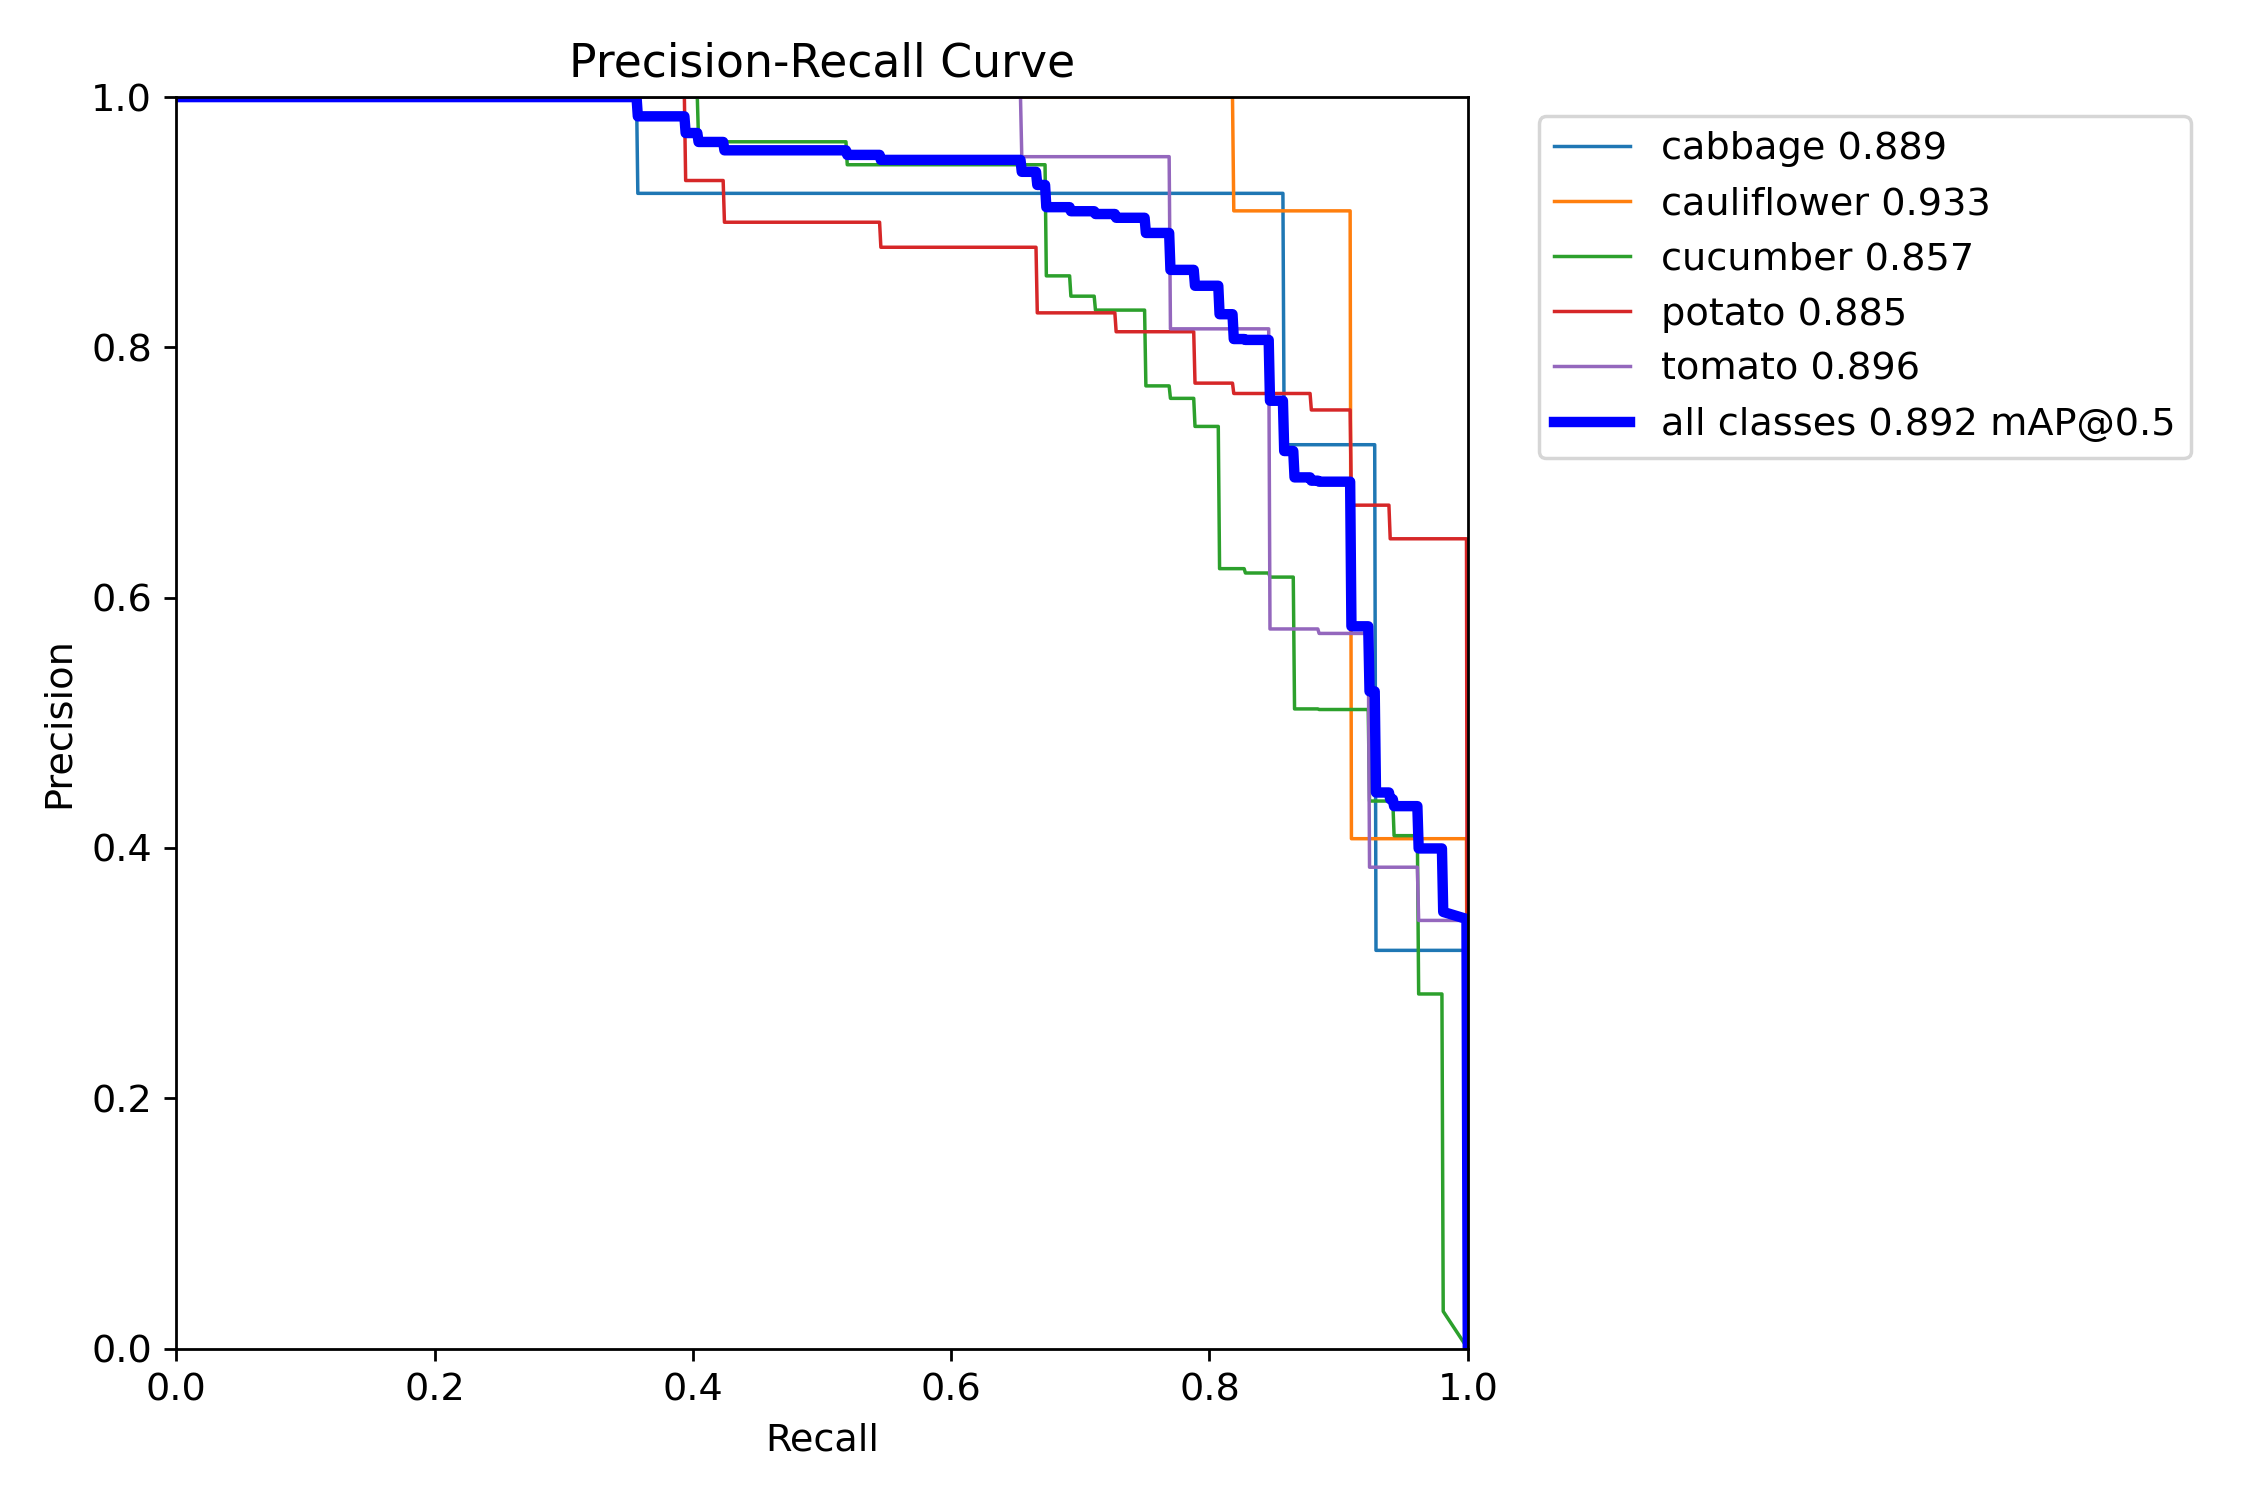 Precision-Recall Curve
1.0
0.8
0.6
0.4
0.2
0.0
Precision
0.0 0.2 0.4 0.6 0.8 1.0
Recall
cabbage 0.889
cauliflower 0.933
cucumber 0.857
potato 0.885
tomato 0.896
all classes 0.892 mAP@0.5